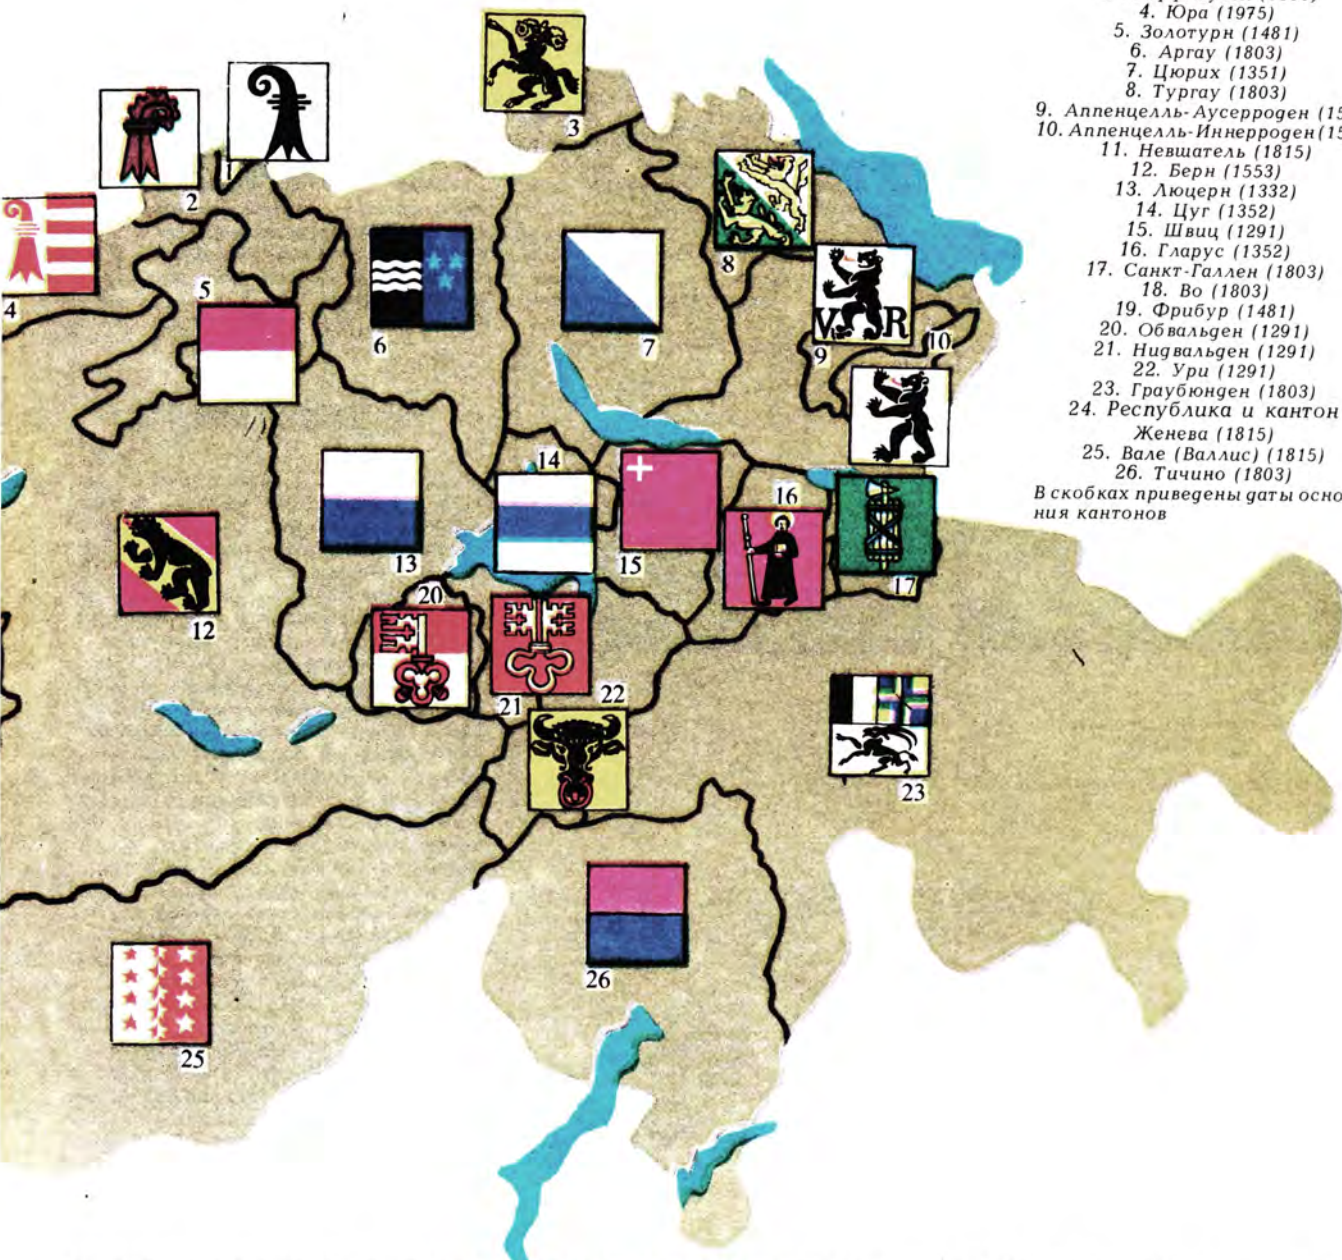 4. Юра (1975)
5. Золотурн (1481)
6. Аргау (1803)
7. Цюрих (1351)
8. Тургау (1803)
9. Аппенцелль-Аусерроден (15
10. Аппенцелль-Иннерроден (15
11. Невшатель (1815)
12. Берн (1553)
13. Люцерн (1332)
14. Цуг (1352)
15. Швиц (1291)
16. Гларус (1352)
17. Санкт-Галлен (1803)
18. Во (1803)
19. Фрибур (1481)
20. Обвальден (1291)
21. Нидвальден (1291)
22. Ури (1291)
23. Граубюнден (1803)
24. Республика и кантон
Женева (1815)
25. Вале (Валлис) (1815)
26. Тичино (1803)
В скобках приведены даты осно
ния кантонов
3
2
4
5
6
7
8
V R
9
10
14
13
15
16
17
12
20
21
22
23
26
25